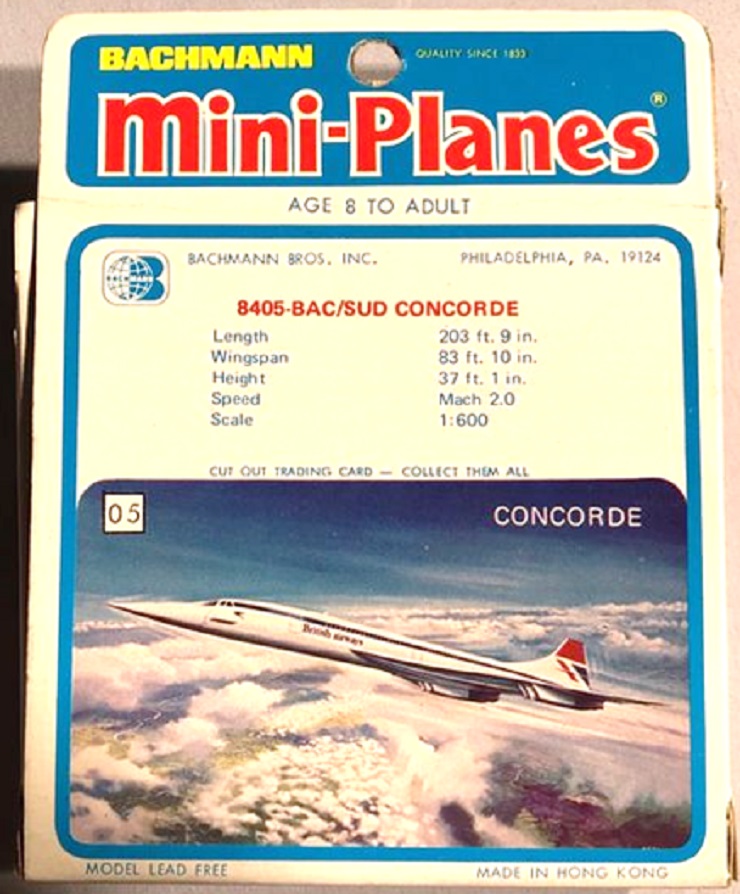 BACHMANN QUALITY SINCE 1833
Mini-Planes®
AGE 8 TO ADULT
BACHMANN BACHMANN BROS. INC. PHILADELPHIA, PA. 19124
8405-BAC/SUD CONCORDE
Length 203 ft. 9 in.
Wingspan 83 ft. 10 in.
Height 37 ft. 1 in.
Speed Mach 2.0
Scale 1:600
CUT OUT TRADING CARD — COLLECT THEM ALL
05 CONCORDE
British airways
MODEL LEAD FREE MADE IN HONG KONG